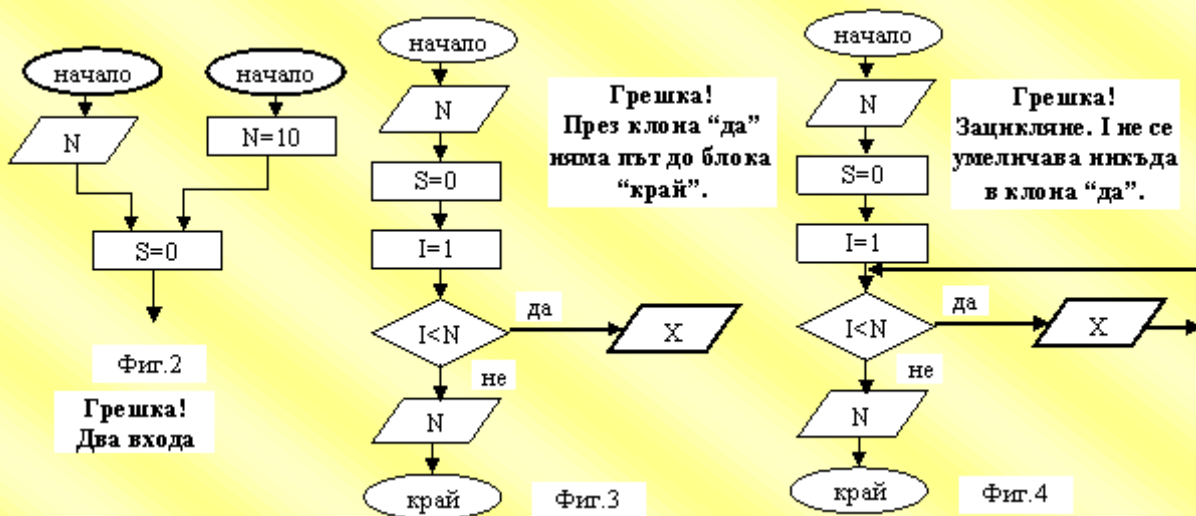 начало
начало
N
N=10
S=0
Фиг.2
Грешка!
Два входа
начало
N
S=0
I=1
I<N
да
X
не
N
край
Грешка!
През клона “да”
няма път до блока
“край”.
Фиг.3
начало
N
S=0
I=1
I<N
да
X
не
N
край
Грешка!
Зацикляне. I не се
умеличава никъда
в клона “да”.
Фиг.4